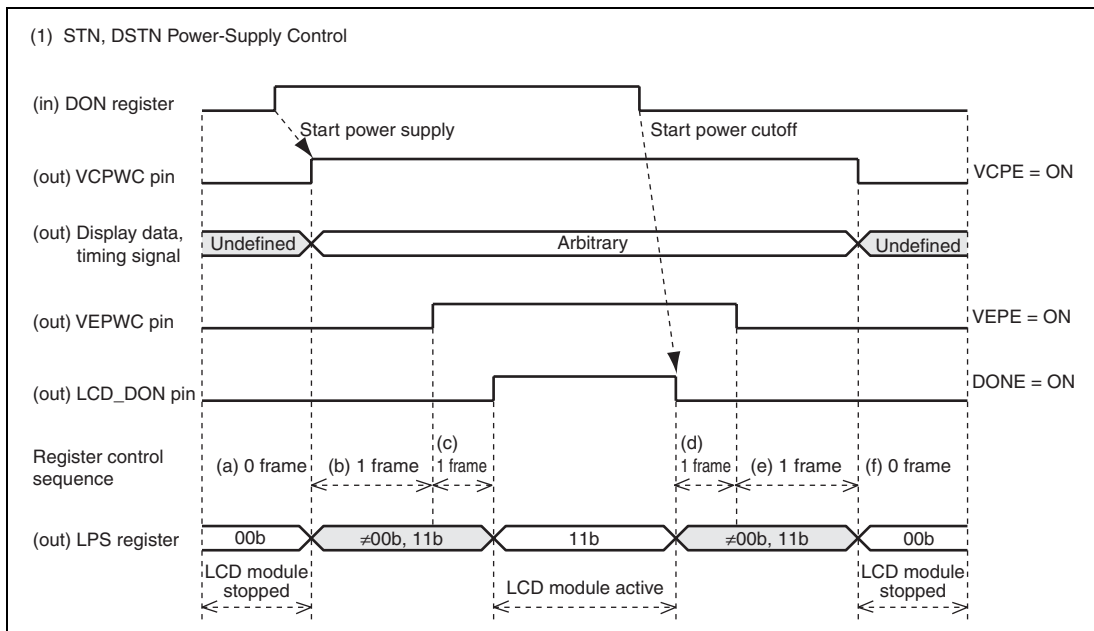 (1) STN, DSTN Power-Supply Control
(in) DON register
Start power supply
Start power cutoff
(out) VCPWC pin
VCPE = ON
(out) Display data,
timing signal
Undefined
Arbitrary
Undefined
(out) VEPWC pin
VEPE = ON
(out) LCD_DON pin
DONE = ON
Register control
sequence
(a) 0 frame
(b) 1 frame
(c)
1 frame
(d)
1 frame
(e) 1 frame
(f) 0 frame
(out) LPS register
00b
≠00b, 11b
11b
≠00b, 11b
00b
LCD module
stopped
LCD module active
LCD module
stopped